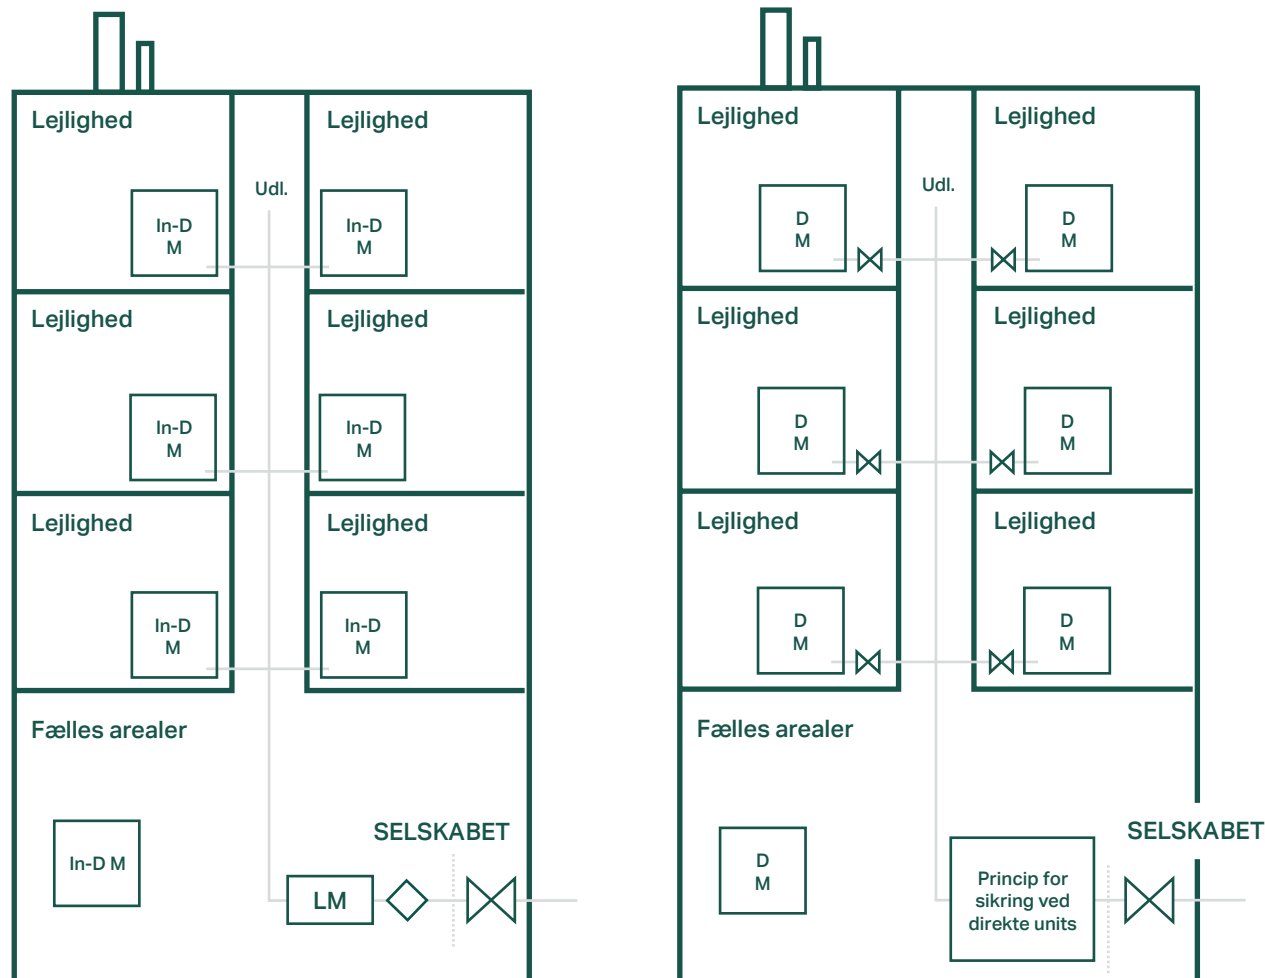 Lejlighed
Lejlighed
Udl.
In-D
M
In-D
M
Lejlighed
Lejlighed
In-D
M
In-D
M
Lejlighed
Lejlighed
In-D
M
In-D
M
Fælles arealer
SELSKABET
In-D M
LM
Lejlighed
Lejlighed
Udl.
D
M
D
M
Lejlighed
Lejlighed
D
M
D
M
Lejlighed
Lejlighed
D
M
D
M
Fælles arealer
SELSKABET
D
M
Princip for
sikring ved
direkte units